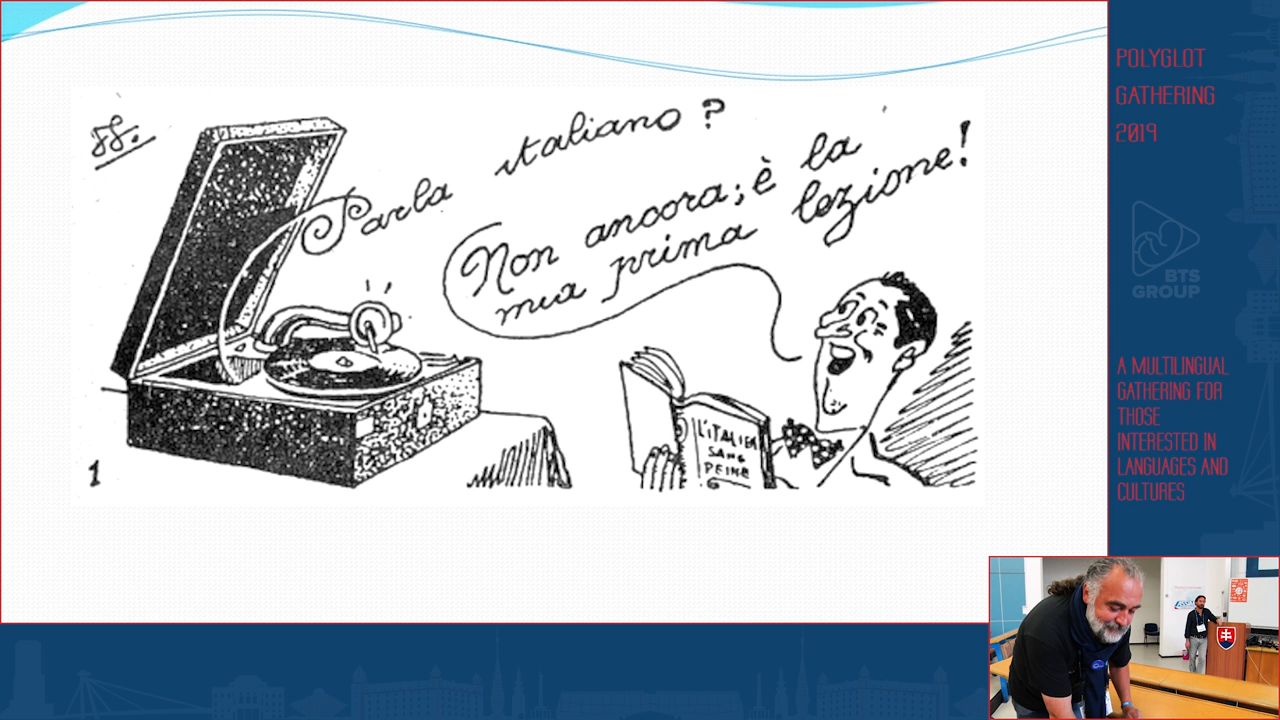 Parla italiano ?
Non ancora; è la
mia prima lezione!
1
L'ITALIEN
SANS
PEINE
POLYGLOT
GATHERING
2019
BTS
GROUP
A MULTILINGUAL
GATHERING FOR
THOSE
INTERESTED IN
LANGUAGES AND
CULTURES